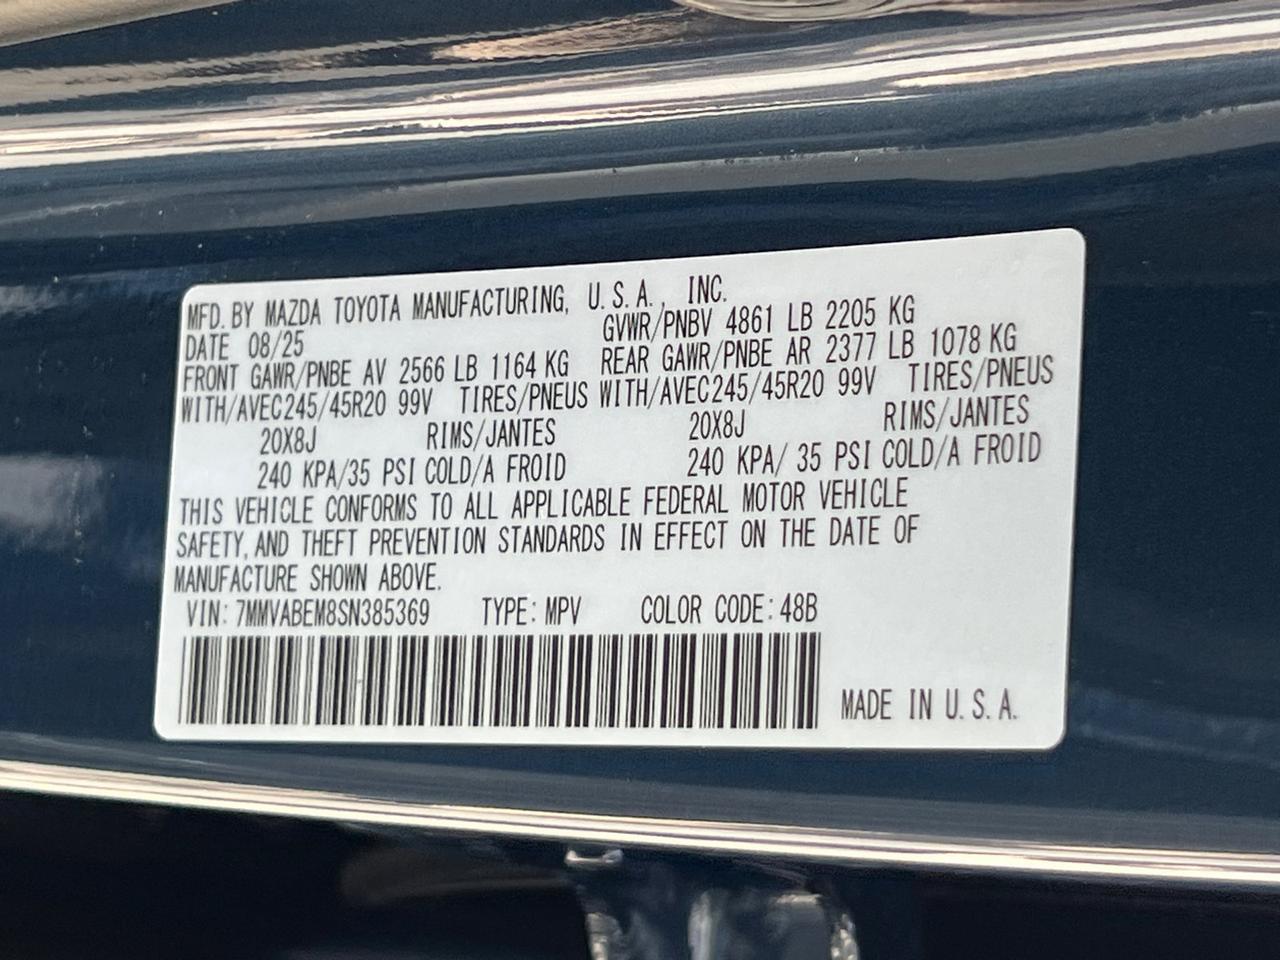 MFD. BY MAZDA TOYOTA MANUFACTURING, U.S.A., INC.
DATE 08/25 GVWR/PNBV 4861 LB 2205 KG
FRONT GAWR/PNBE AV 2566 LB 1164 KG REAR GAWR/PNBE AR 2377 LB 1078 KG
WITH/AVEC245/45R20 99V TIRES/PNEUS WITH/AVEC245/45R20 99V TIRES/PNEUS
20X8J RIMS/JANTES 20X8J RIMS/JANTES
240 KPA/35 PSI COLD/A FROID 240 KPA/ 35 PSI COLD/A FROID
THIS VEHICLE CONFORMS TO ALL APPLICABLE FEDERAL MOTOR VEHICLE
SAFETY, AND THEFT PREVENTION STANDARDS IN EFFECT ON THE DATE OF
MANUFACTURE SHOWN ABOVE.
VIN: 7MMVABEM8SN385369 TYPE: MPV COLOR CODE: 48B
MADE IN U.S.A.